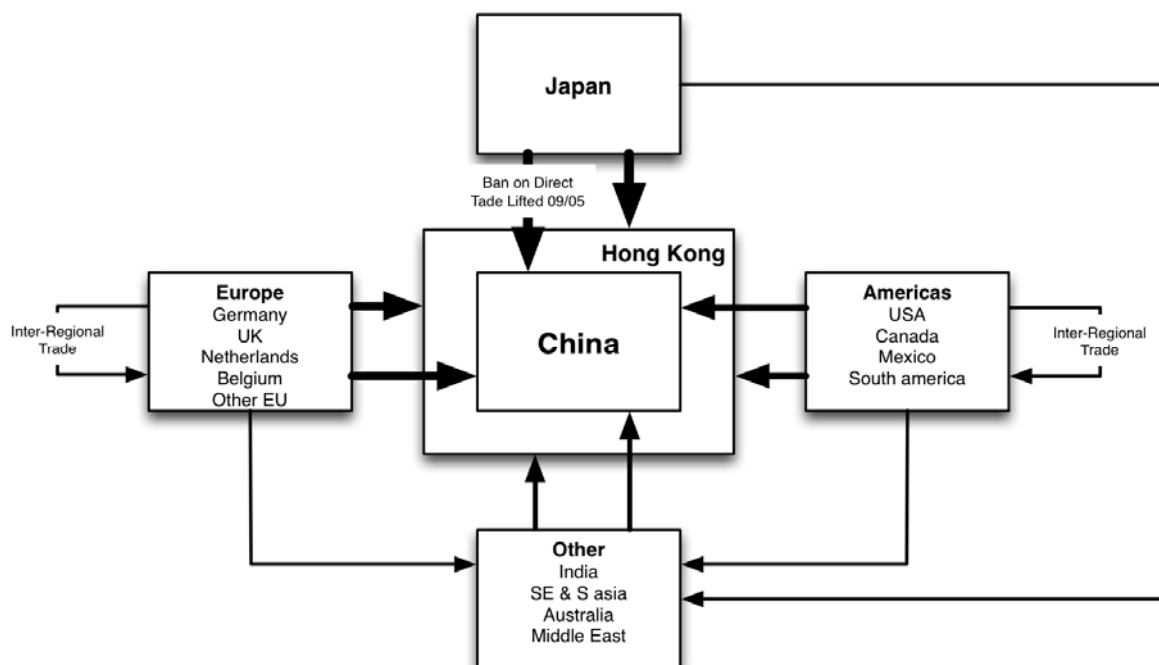 Japan
Ban on Direct
Tade Lifted 09/05
Hong Kong
China
Europe
Germany
UK
Netherlands
Belgium
Other EU
Inter-Regional
Trade
Americas
USA
Canada
Mexico
South america
Inter-Regional
Trade
Other
India
SE & S asia
Australia
Middle East